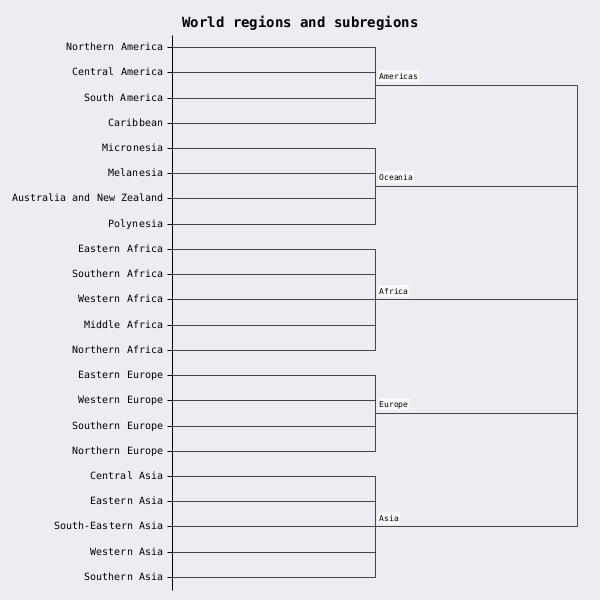 World regions and subregions
Northern America
Central America
Americas
South America
Caribbean
Micronesia
Melanesia
Oceania
Australia and New Zealand
Polynesia
Eastern Africa
Southern Africa
Africa
Western Africa
Middle Africa
Northern Africa
Eastern Europe
Western Europe
Europe
Southern Europe
Northern Europe
Central Asia
Eastern Asia
Asia
South-Eastern Asia
Western Asia
Southern Asia